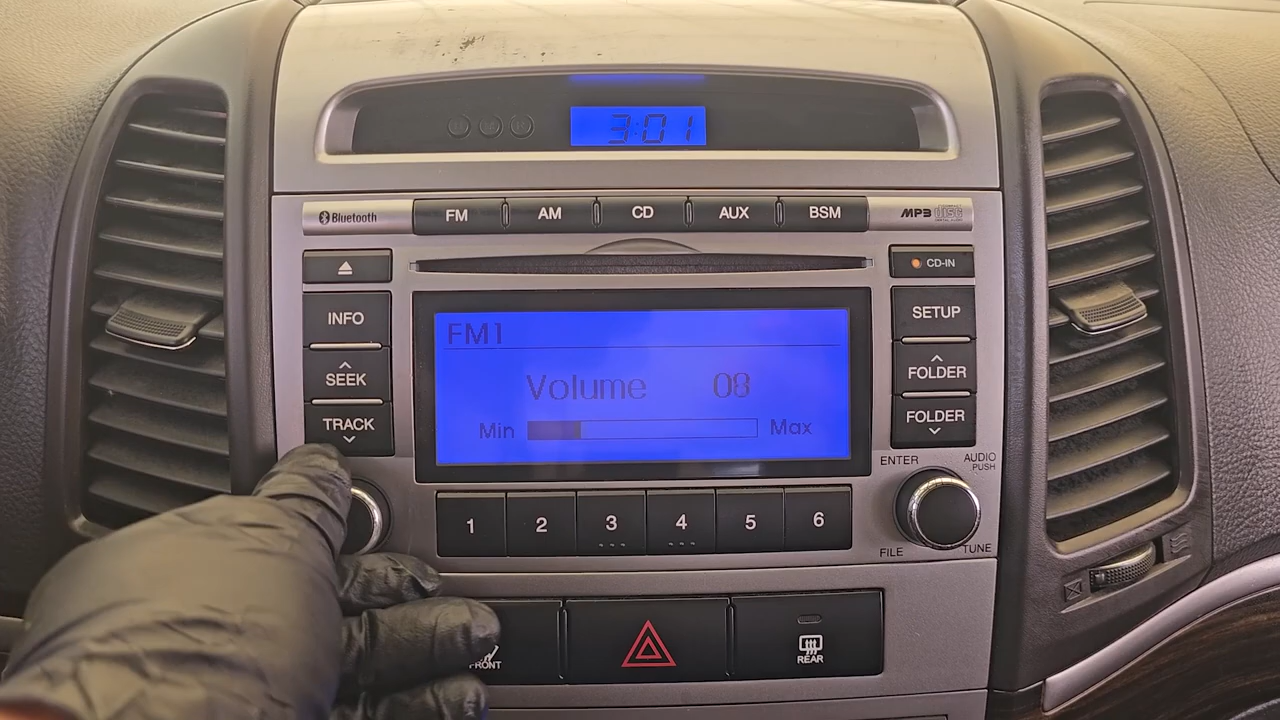 3:01
Bluetooth
FM
AM
CD
AUX
BSM
MP3
DISC
CD-IN
INFO
SEEK
TRACK
FM1
Volume 08
Min Max
SETUP
FOLDER
FOLDER
ENTER
AUDIO
PUSH
FILE
TUNE
1 2 3 4 5 6
FRONT
REAR